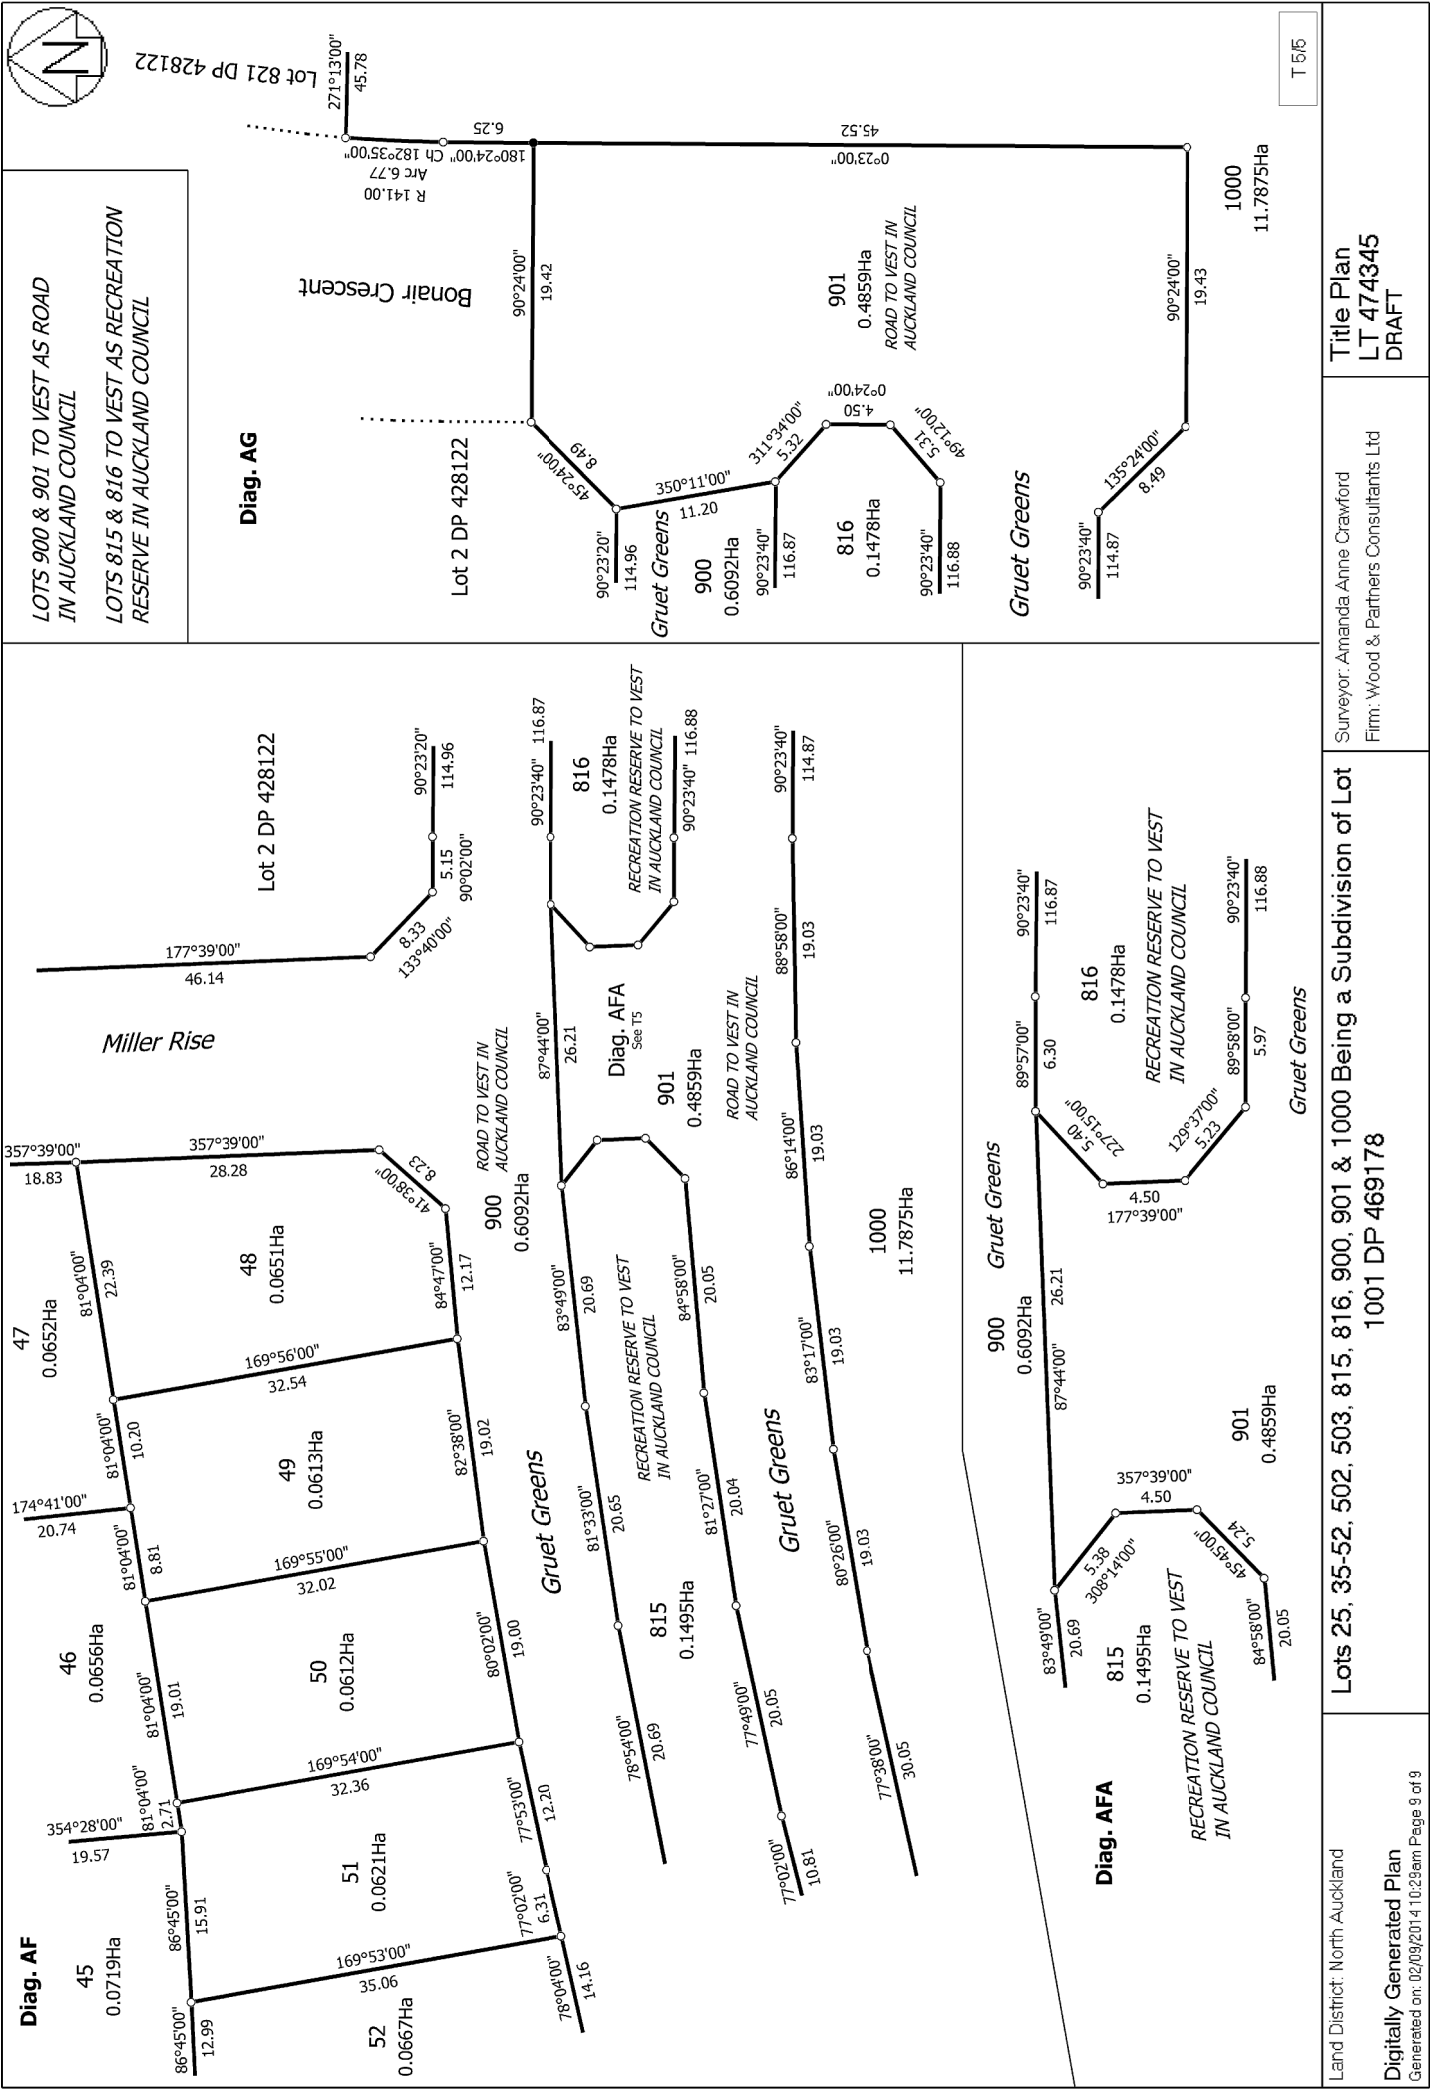 Diag. AF
45
0.0719Ha
86°45'00"
12.99
52
0.0667Ha
354°28'00"
19.57
86°45'00"
15.91
81°04'00"
2.71
51
0.0621Ha
169°53'00"
35.06
78°04'00"
14.16
77°02'00"
6.31
77°53'00"
12.20
46
0.0656Ha
81°04'00"
19.01
50
0.0612Ha
169°54'00"
32.36
80°02'00"
19.00
174°41'00"
20.74
81°04'00"
8.81
169°55'00"
32.02
81°04'00"
10.20
49
0.0613Ha
82°38'00"
19.02
47
0.0652Ha
81°04'00"
22.39
169°56'00"
32.54
48
0.0651Ha
357°39'00"
18.83
357°39'00"
28.28
41°38'00"
8.23
84°47'00"
12.17
Miller Rise
177°39'00"
46.14
133°40'00"
8.33
5.15
90°02'00"
Lot 2 DP 428122
90°23'20"
114.96
Gruet Greens
900
0.6092Ha
ROAD TO VEST IN
AUCKLAND COUNCIL
78°54'00"
20.69
81°33'00"
20.65
83°49'00"
20.69
87°44'00"
26.21
90°23'40"
116.87
815
0.1495Ha
RECREATION RESERVE TO VEST
IN AUCKLAND COUNCIL
77°02'00"
10.81
77°49'00"
20.05
81°27'00"
20.04
84°58'00"
20.05
Diag. AFA
See T5
816
0.1478Ha
RECREATION RESERVE TO VEST
IN AUCKLAND COUNCIL
90°23'40"
116.88
901
0.4859Ha
ROAD TO VEST IN
AUCKLAND COUNCIL
Gruet Greens
77°38'00"
30.05
80°26'00"
19.03
83°17'00"
19.03
86°14'00"
19.03
88°58'00"
19.03
90°23'40"
114.87
1000
11.7875Ha
Diag. AFA
83°49'00"
20.69
815
0.1495Ha
RECREATION RESERVE TO VEST
IN AUCKLAND COUNCIL
84°58'00"
20.05
5.38
308°14'00"
357°39'00"
4.50
45°45'00"
5.24
87°44'00"
26.21
900
0.6092Ha
Gruet Greens
901
0.4859Ha
89°57'00"
6.30
90°23'40"
116.87
5.40
227°15'00"
4.50
177°39'00"
129°37'00"
5.23
816
0.1478Ha
RECREATION RESERVE TO VEST
IN AUCKLAND COUNCIL
89°58'00"
5.97
90°23'40"
116.88
Gruet Greens
LOTS 900 & 901 TO VEST AS ROAD
IN AUCKLAND COUNCIL
LOTS 815 & 816 TO VEST AS RECREATION
RESERVE IN AUCKLAND COUNCIL
N
Diag. AG
Lot 821 DP 428122
271°13'00"
45.78
R 141.00
Arc 6.77
Ch 182°35'00"
180°24'00"
6.25
Bonair Crescent
Lot 2 DP 428122
90°24'00"
19.42
45°24'00"
8.49
90°23'20"
114.96
Gruet Greens
350°11'00"
11.20
900
0.6092Ha
90°23'40"
116.87
311°34'00"
5.32
0°24'00"
4.50
49°12'00"
5.31
816
0.1478Ha
90°23'40"
116.88
901
0.4859Ha
ROAD TO VEST IN
AUCKLAND COUNCIL
45.52
0°23'00"
Gruet Greens
90°23'40"
114.87
135°24'00"
8.49
90°24'00"
19.43
1000
11.7875Ha
T 5/5
Land District: North Auckland
Digitally Generated Plan
Generated on: 02/09/2014 10:29am Page 9 of 9
Lots 25, 35-52, 502, 503, 815, 816, 900, 901 & 1000 Being a Subdivision of Lot
1001 DP 469178
Surveyor: Amanda Anne Crawford
Firm: Wood & Partners Consultants Ltd
Title Plan
LT 474345
DRAFT